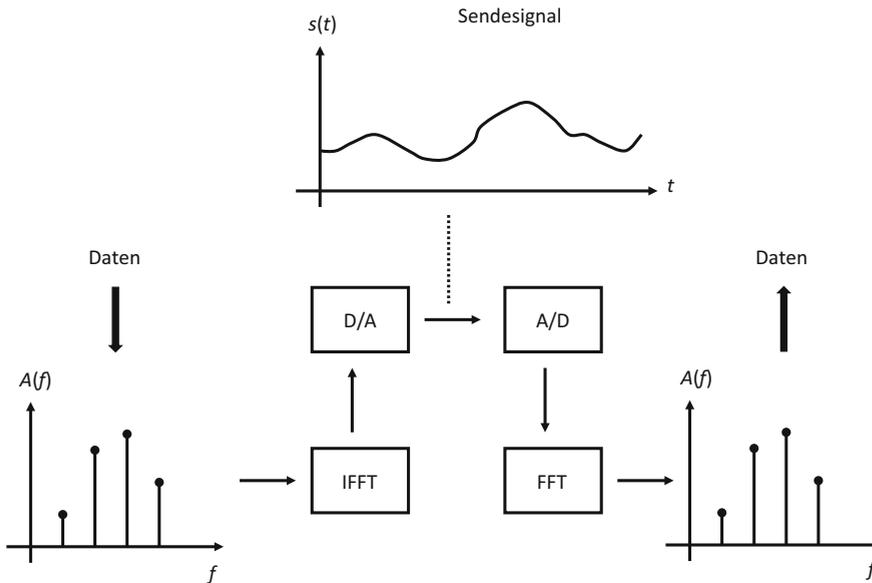 Sendesignal
s(t)
t
Daten
Daten
D/A
A/D
A(f)
A(f)
IFFT
FFT
f
f